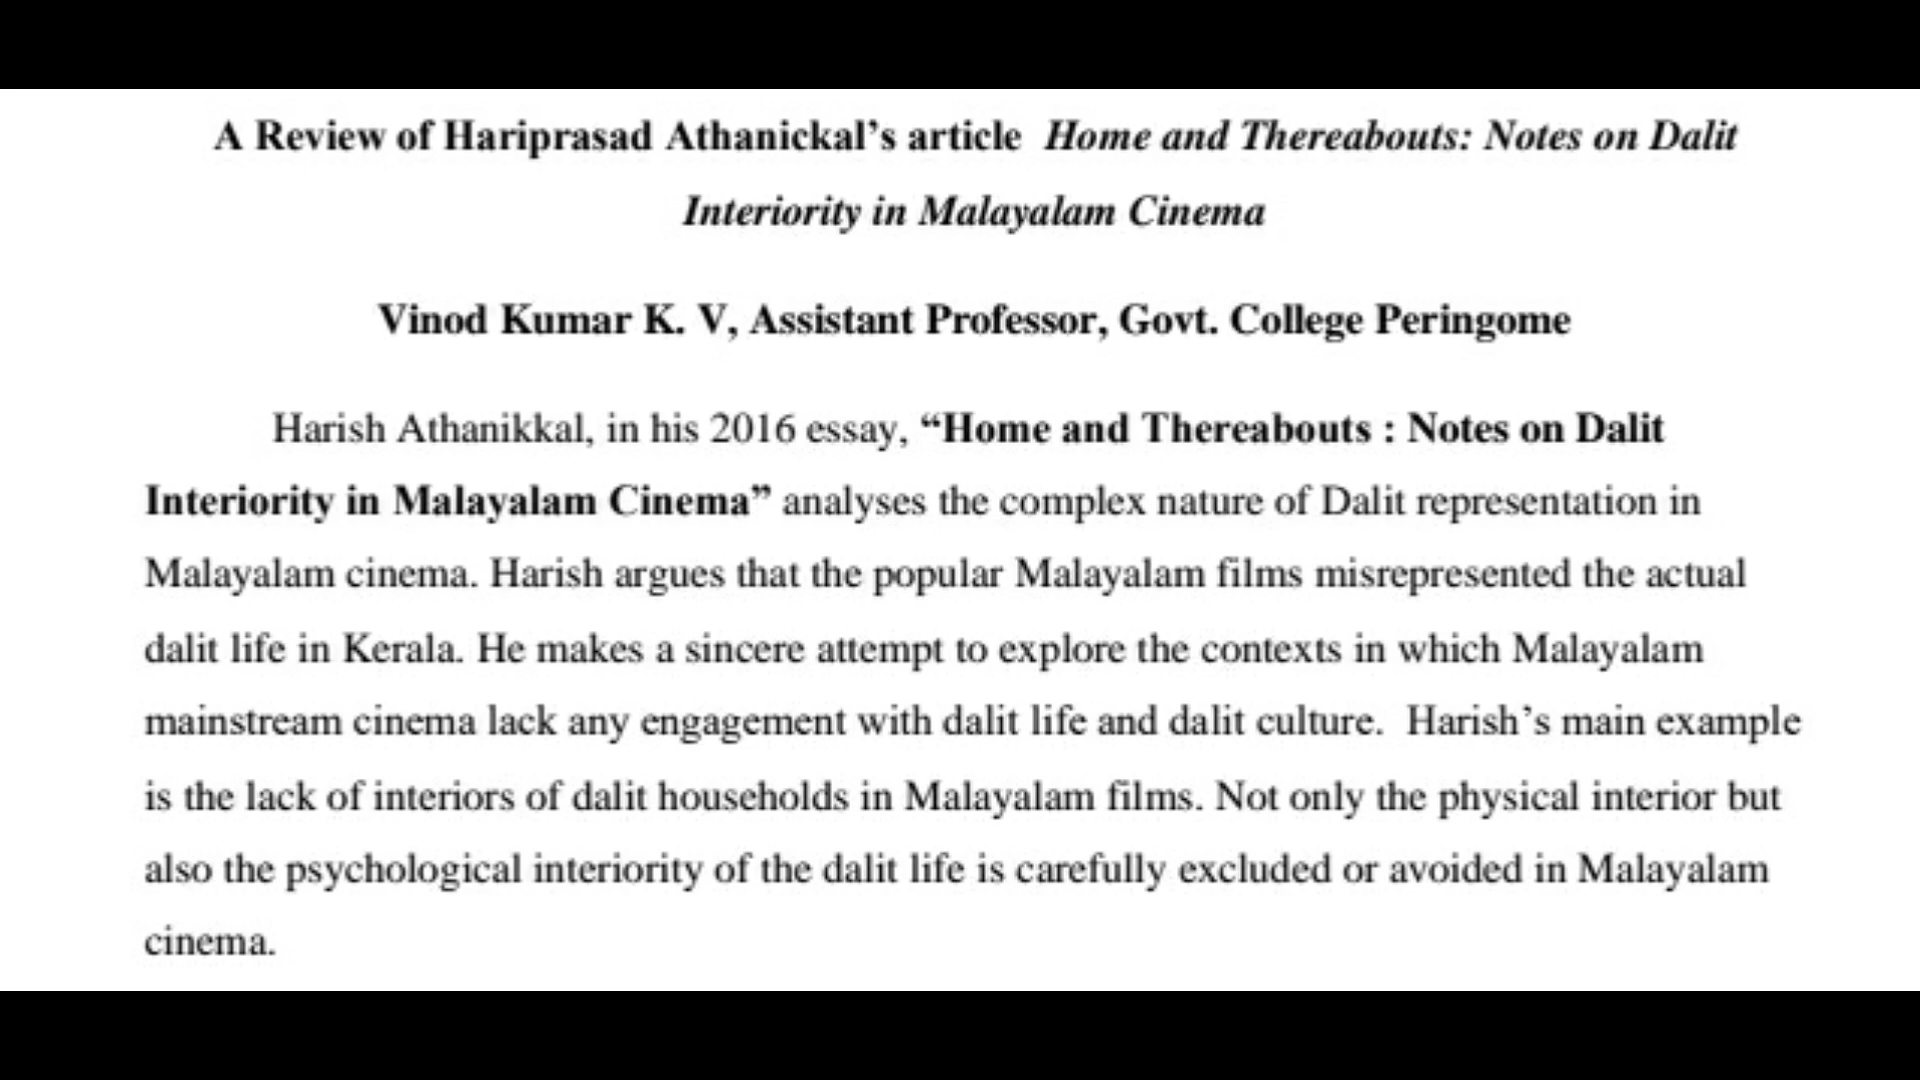 A Review of Hariprasad Athanickal’s article Home and Thereabouts: Notes on Dalit
Interiority in Malayalam Cinema
Vinod Kumar K. V, Assistant Professor, Govt. College Peringome
Harish Athanikkal, in his 2016 essay, “Home and Thereabouts : Notes on Dalit
Interiority in Malayalam Cinema” analyses the complex nature of Dalit representation in
Malayalam cinema. Harish argues that the popular Malayalam films misrepresented the actual
dalit life in Kerala. He makes a sincere attempt to explore the contexts in which Malayalam
mainstream cinema lack any engagement with dalit life and dalit culture. Harish’s main example
is the lack of interiors of dalit households in Malayalam films. Not only the physical interior but
also the psychological interiority of the dalit life is carefully excluded or avoided in Malayalam
cinema.